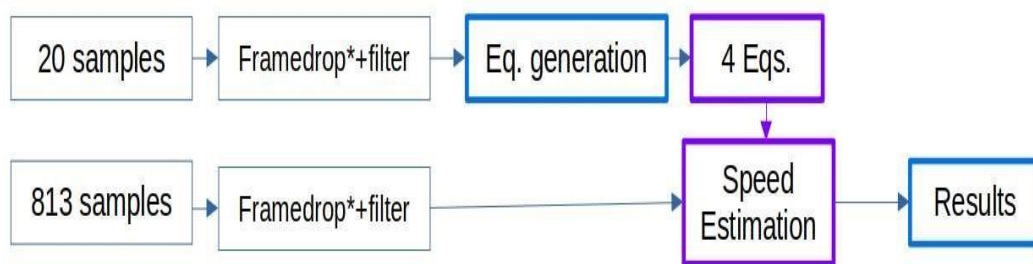 20 samples
Framedrop*+filter
Eq. generation
4 Eqs.
813 samples
Framedrop*+filter
Speed
Estimation
Results